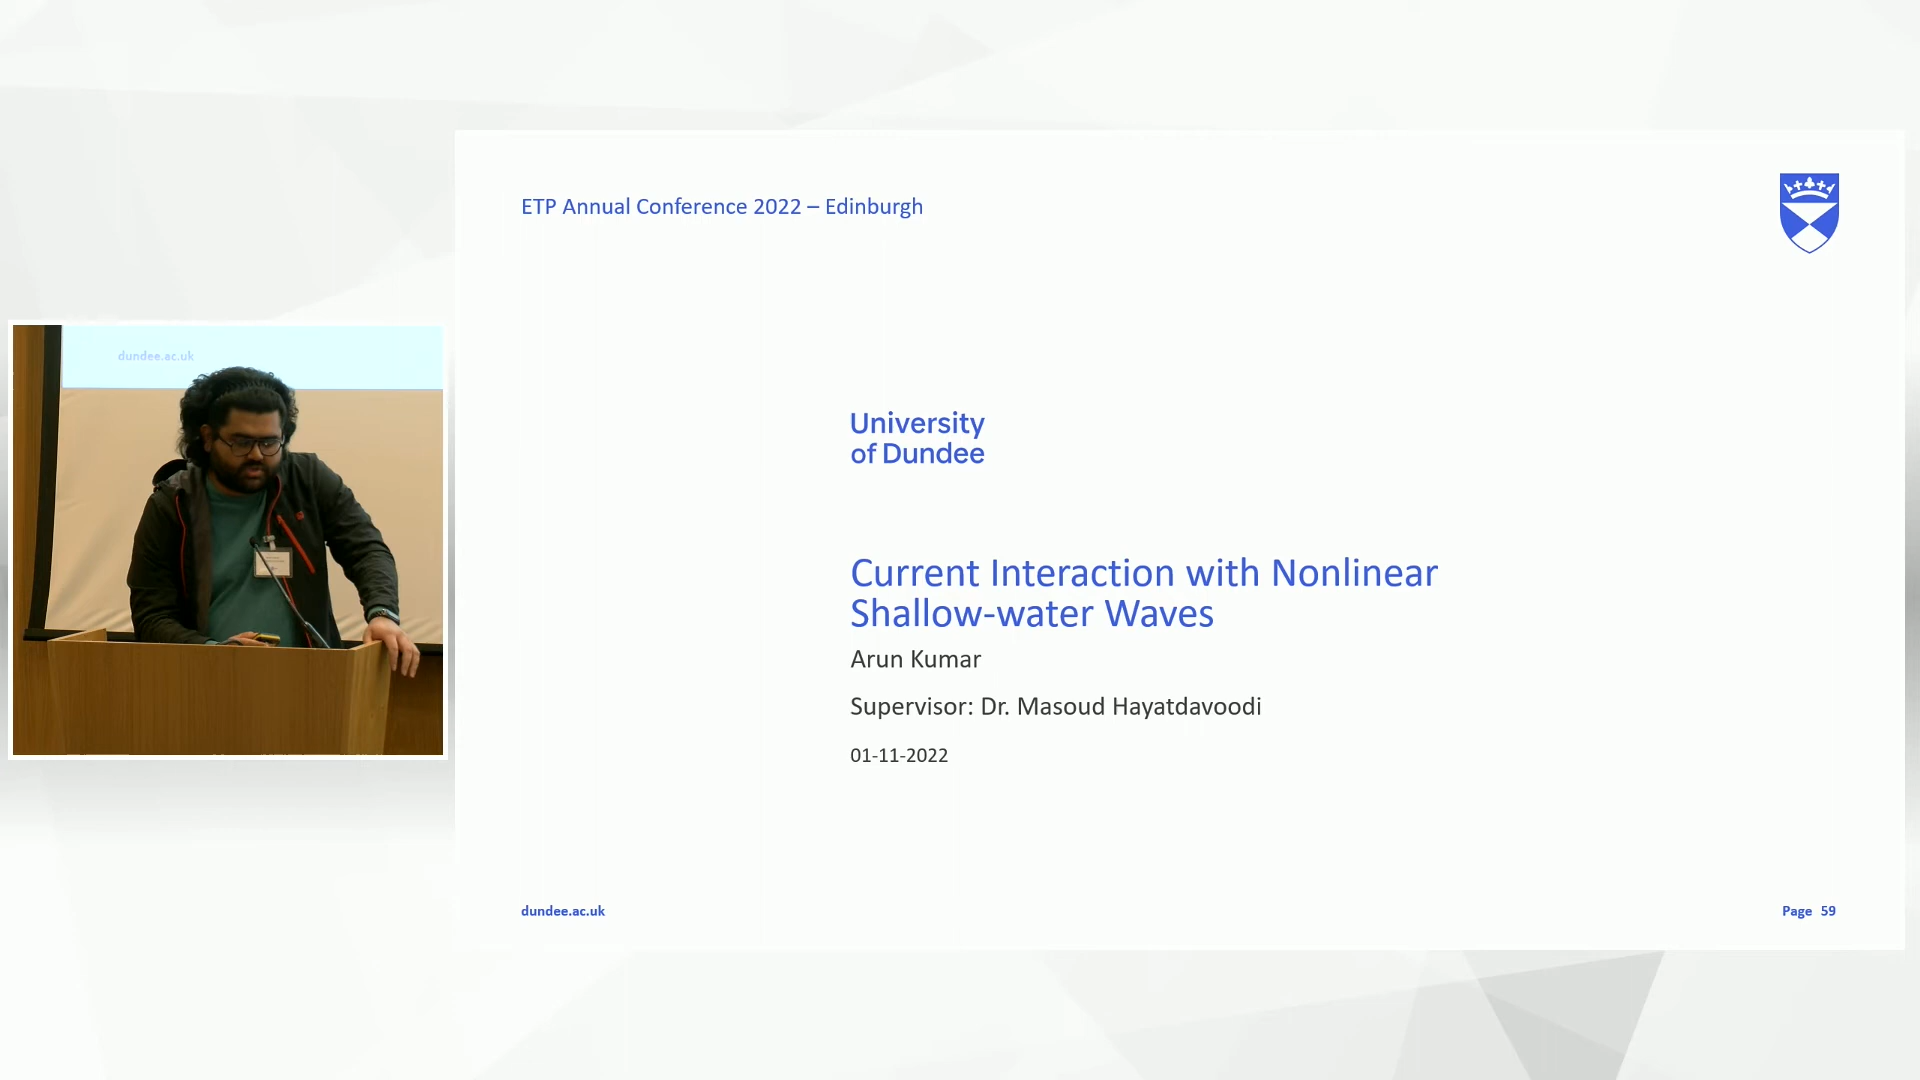 ETP Annual Conference 2022 – Edinburgh
University
of Dundee
Current Interaction with Nonlinear
Shallow-water Waves
Arun Kumar
Supervisor: Dr. Masoud Hayatdavoodi
01-11-2022
dundee.ac.uk
Page 59
dundee.ac.uk